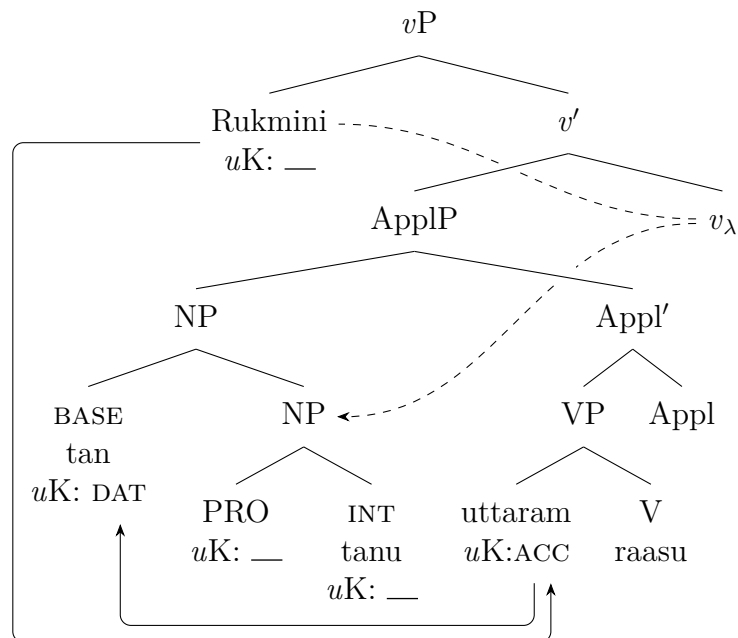 vP
Rukmini
uK: __
v′
ApplP
v_λ
NP
Appl′
BASE
tan
uK: DAT
NP
VP
Appl
PRO
uK: __
INT
tanu
uK: __
uttaram
uK:ACC
V
raasu